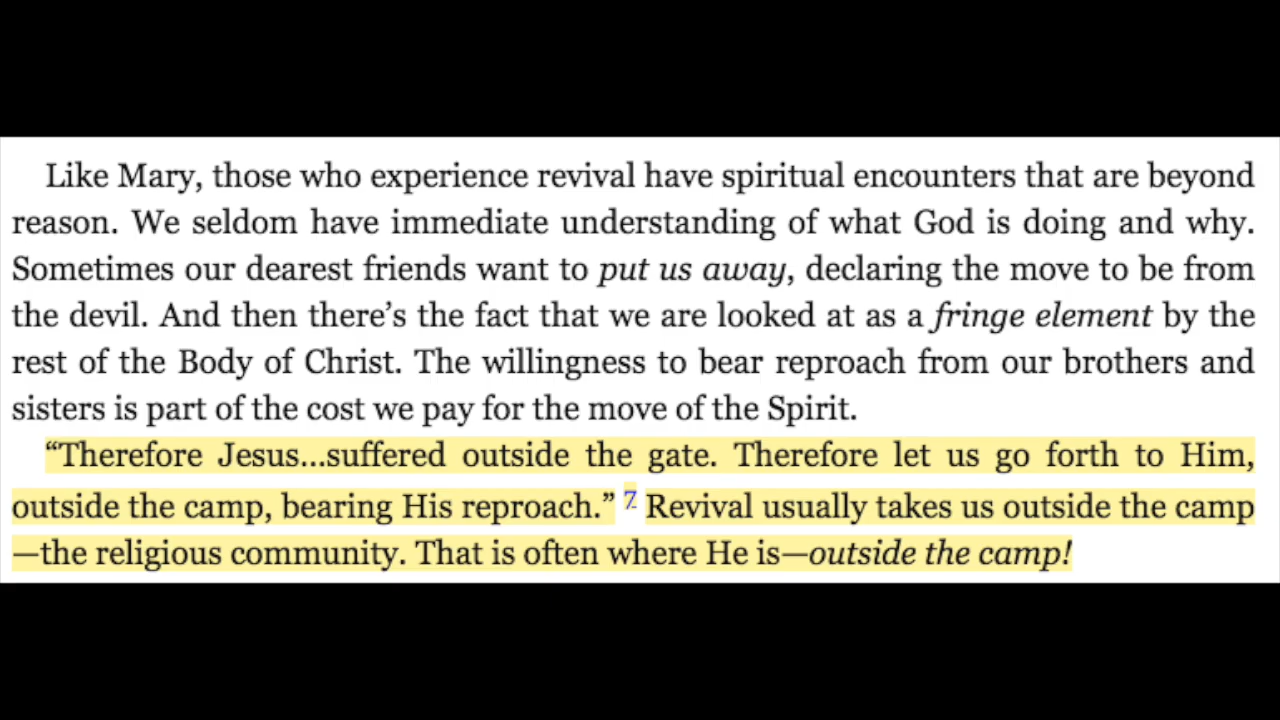 Like Mary, those who experience revival have spiritual encounters that are beyond
reason. We seldom have immediate understanding of what God is doing and why.
Sometimes our dearest friends want to put us away, declaring the move to be from
the devil. And then there’s the fact that we are looked at as a fringe element by the
rest of the Body of Christ. The willingness to bear reproach from our brothers and
sisters is part of the cost we pay for the move of the Spirit.
“Therefore Jesus...suffered outside the gate. Therefore let us go forth to Him,
outside the camp, bearing His reproach.” 7 Revival usually takes us outside the camp
—the religious community. That is often where He is—outside the camp!